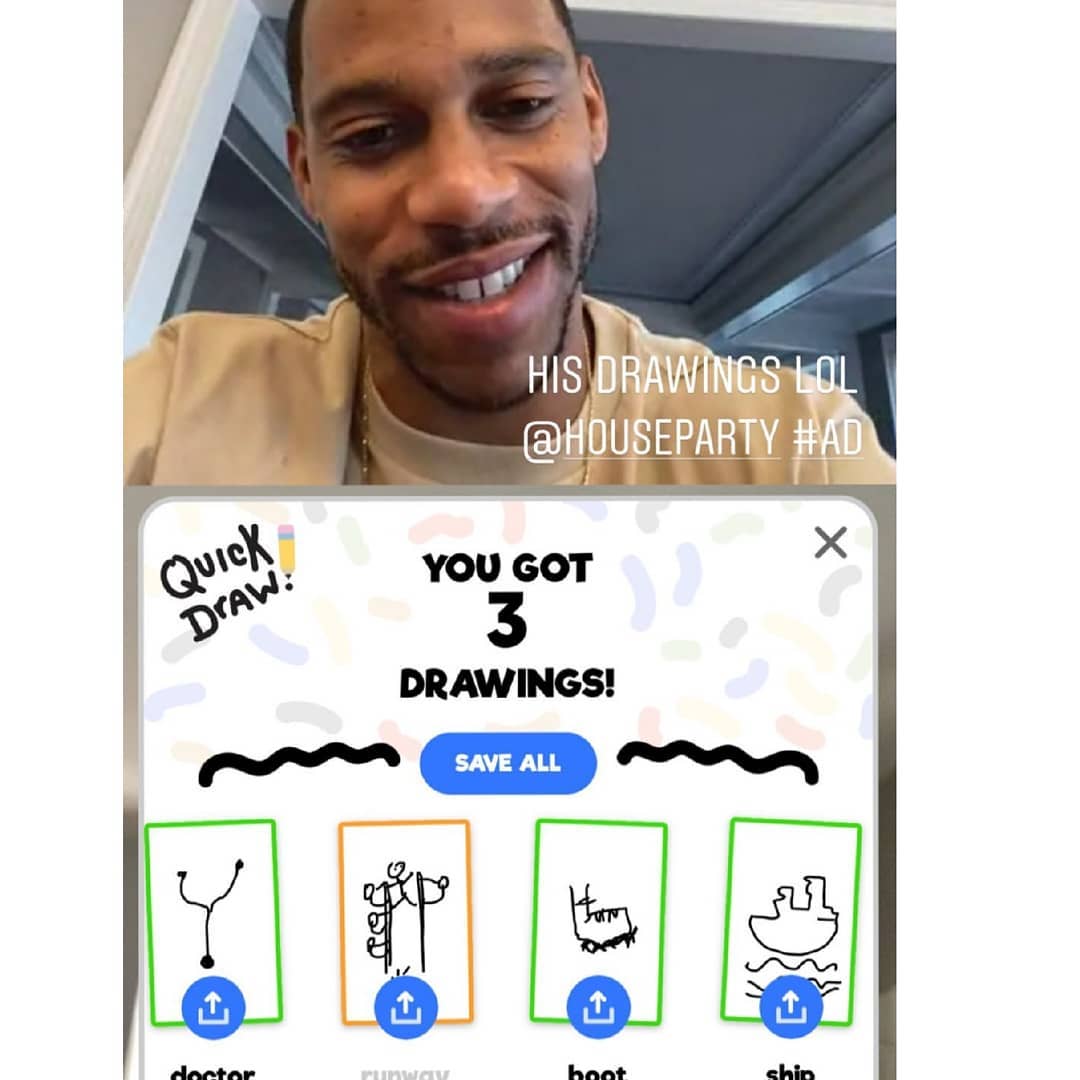 HIS DRAWINGS LOL
@HOUSEPARTY #AD
QUICK
DRAW!
YOU GOT
3
DRAWINGS!
SAVE ALL
doctor runway boot ship